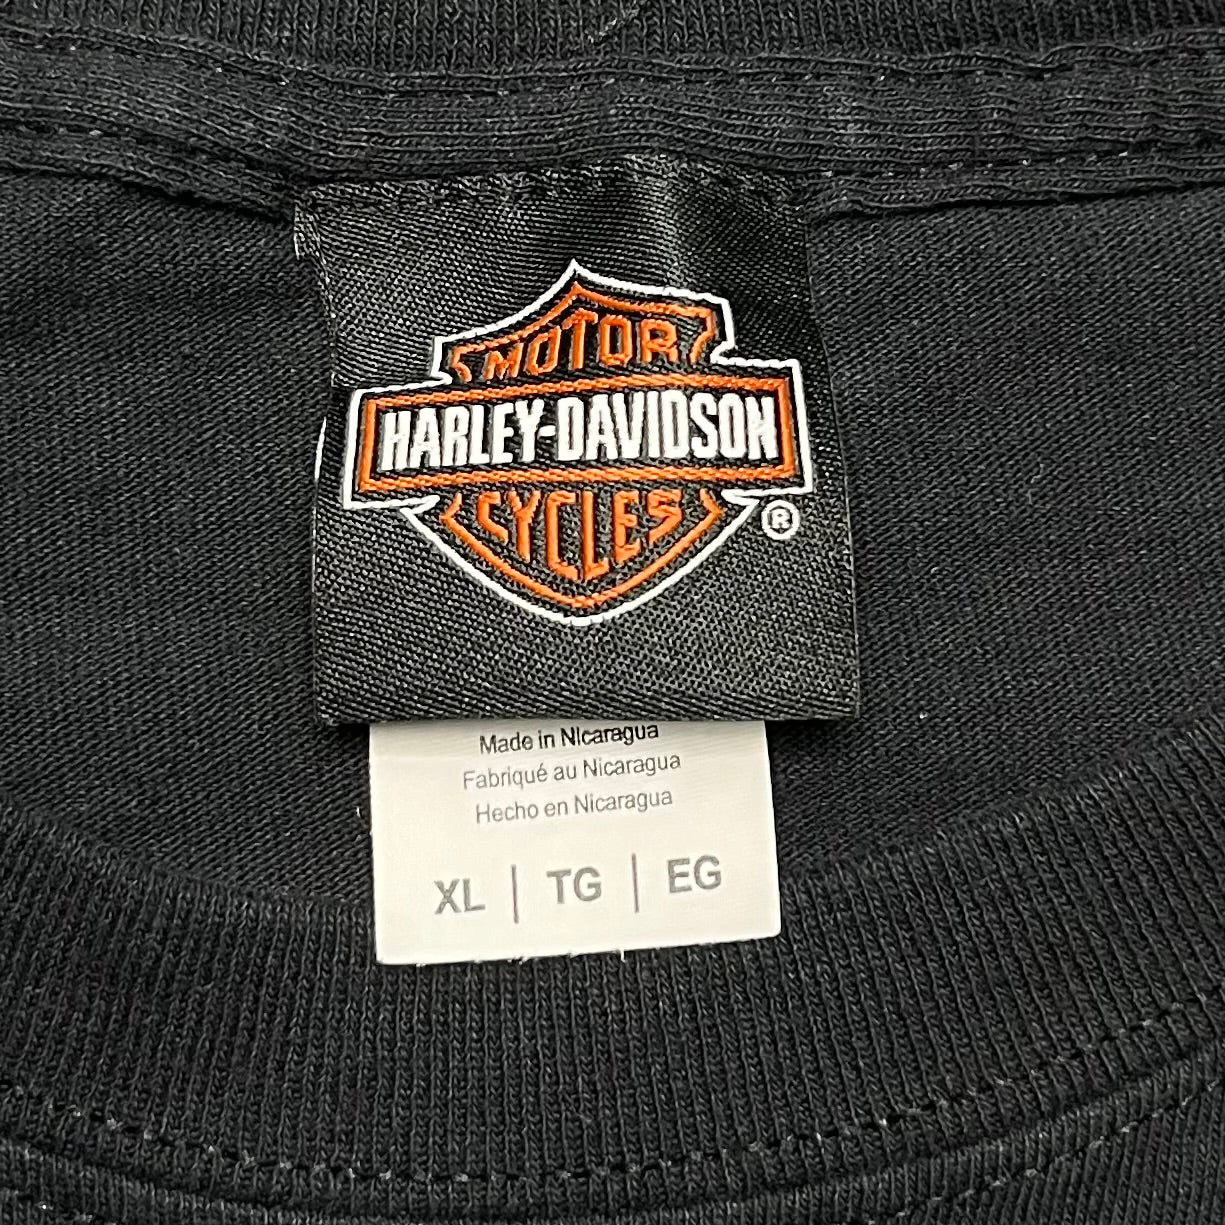 MOTOR
HARLEY-DAVIDSON
CYCLES
®
Made in Nicaragua
Fabriqué au Nicaragua
Hecho en Nicaragua
XL | TG | EG